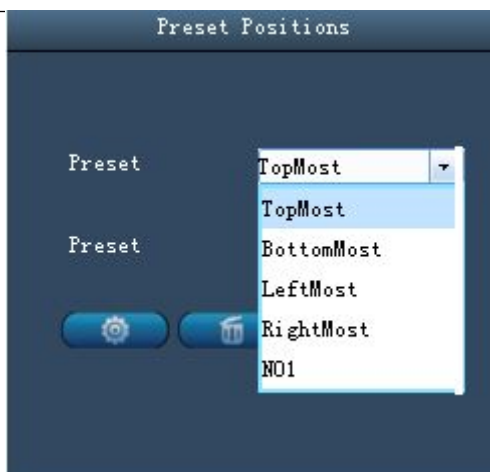 Preset Positions
Preset
TopMost
TopMost
Preset
BottomMost
LeftMost
RightMost
NO1